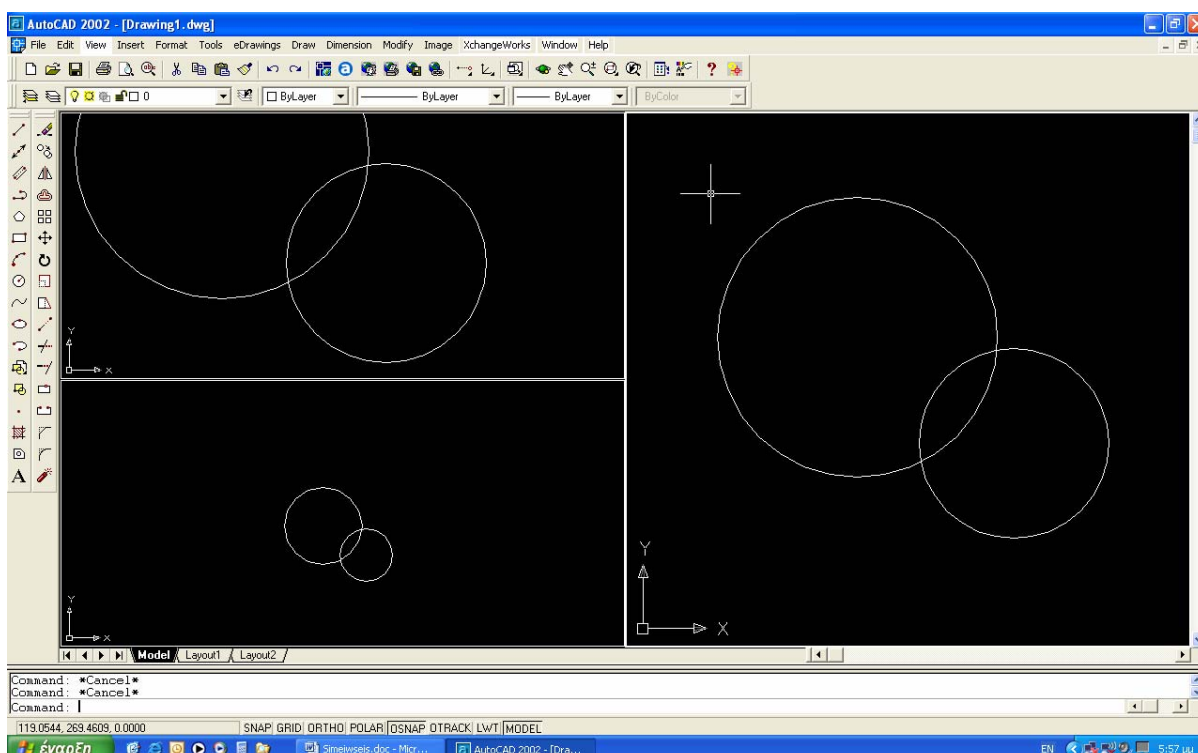 AutoCAD 2002 - [Drawing1.dwg]
File Edit View Insert Format Tools eDrawings Draw Dimension Modify Image XchangeWorks Window Help
0 ByLayer ByLayer ByLayer ByColor
Y
X
Y
X
Y
X
Model Layout1 Layout2
Command: *Cancel*
Command: *Cancel*
Command:
119.0544, 269.4609, 0.0000 SNAP GRID ORTHO POLAR OSNAP OTRACK LWT MODEL
έναρξη Simeiwseis.doc - Micr... AutoCAD 2002 - [Dra... EN 5:57 μμ